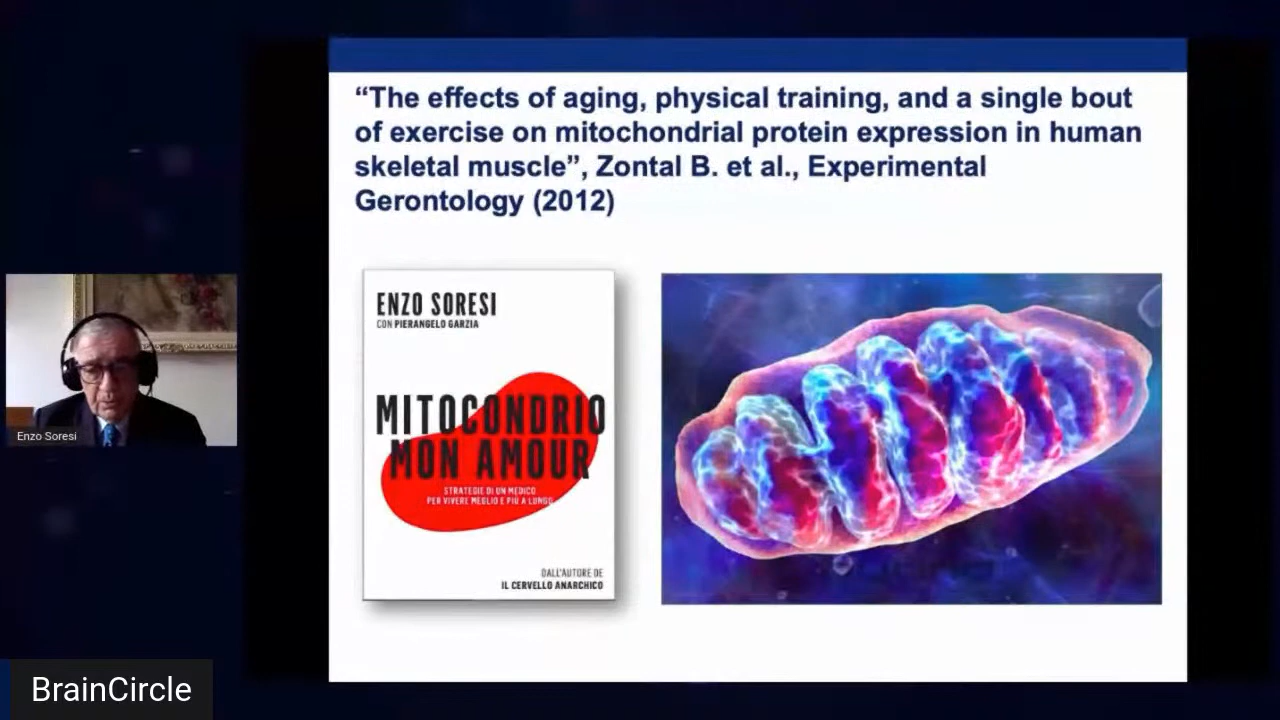 “The effects of aging, physical training, and a single bout
of exercise on mitochondrial protein expression in human
skeletal muscle”, Zontal B. et al., Experimental
Gerontology (2012)
ENZO SORESI
CON PIERANGELO GARZIA
MITOCONDRIO
MON AMOUR
STRATEGIE DI UN MEDICO
PER VIVERE MEGLIO E PIÙ A LUNGO
DALL'AUTORE DE
IL CERVELLO ANARCHICO
Enzo Soresi
BrainCircle